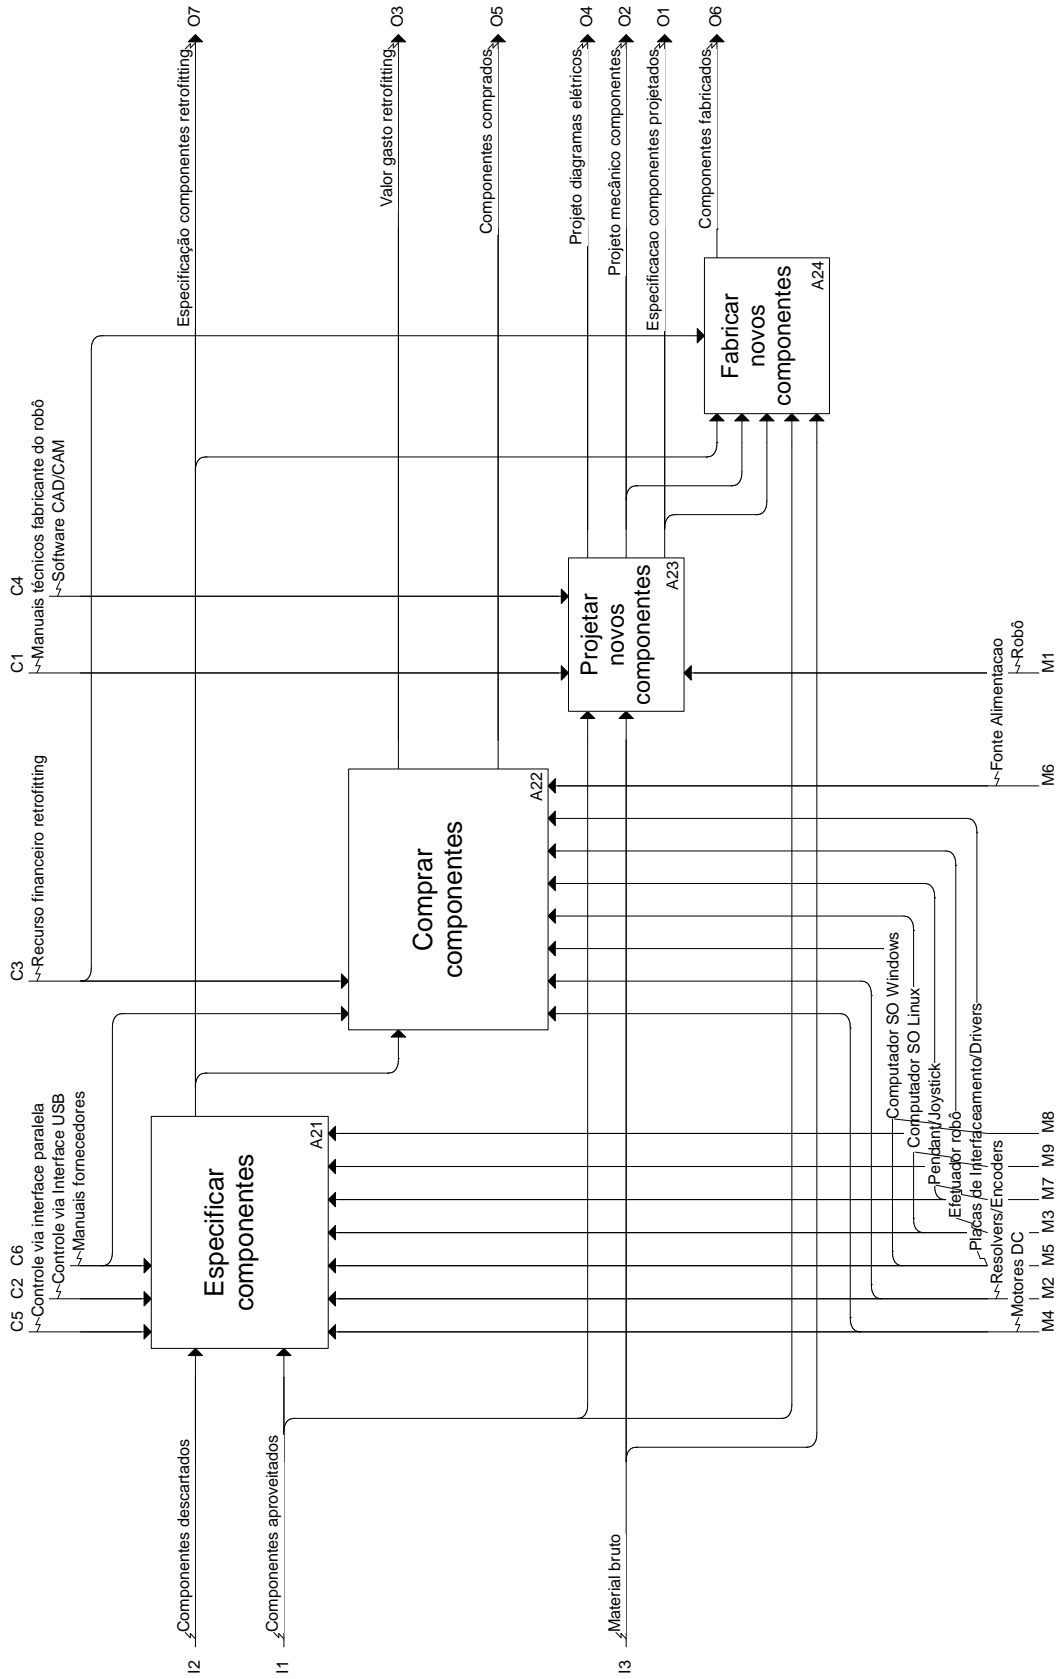 C5
C2
C6
C3
C1
C4
Controle via interface paralela
Controle via Interface USB
Manuais fornecedores
Recurso financeiro retrofitting
Manuais técnicos fabricante do robô
Software CAD/CAM
I2
Componentes descartados
I1
Componentes aproveitados
I3
Material bruto
Especificar
componentes
A21
Comprar
componentes
A22
Projetar
novos
componentes
A23
Fabricar
novos
componentes
A24
Especificação componentes retrofitting
O7
Valor gasto retrofitting
O3
Componentes comprados
O5
Projeto diagramas elétricos
O4
Projeto mecânico componentes
O2
Especificacao componentes projetados
O1
Componentes fabricados
O6
Computador SO Windows
Computador SO Linux
Pendant/Joystick
Efetuador robô
Placas de Interfaceamento/Drivers
Resolvers/Encoders
Motores DC
Fonte Alimentacao
Robô
M4
M2
M5
M3
M7
M9
M8
M6
M1